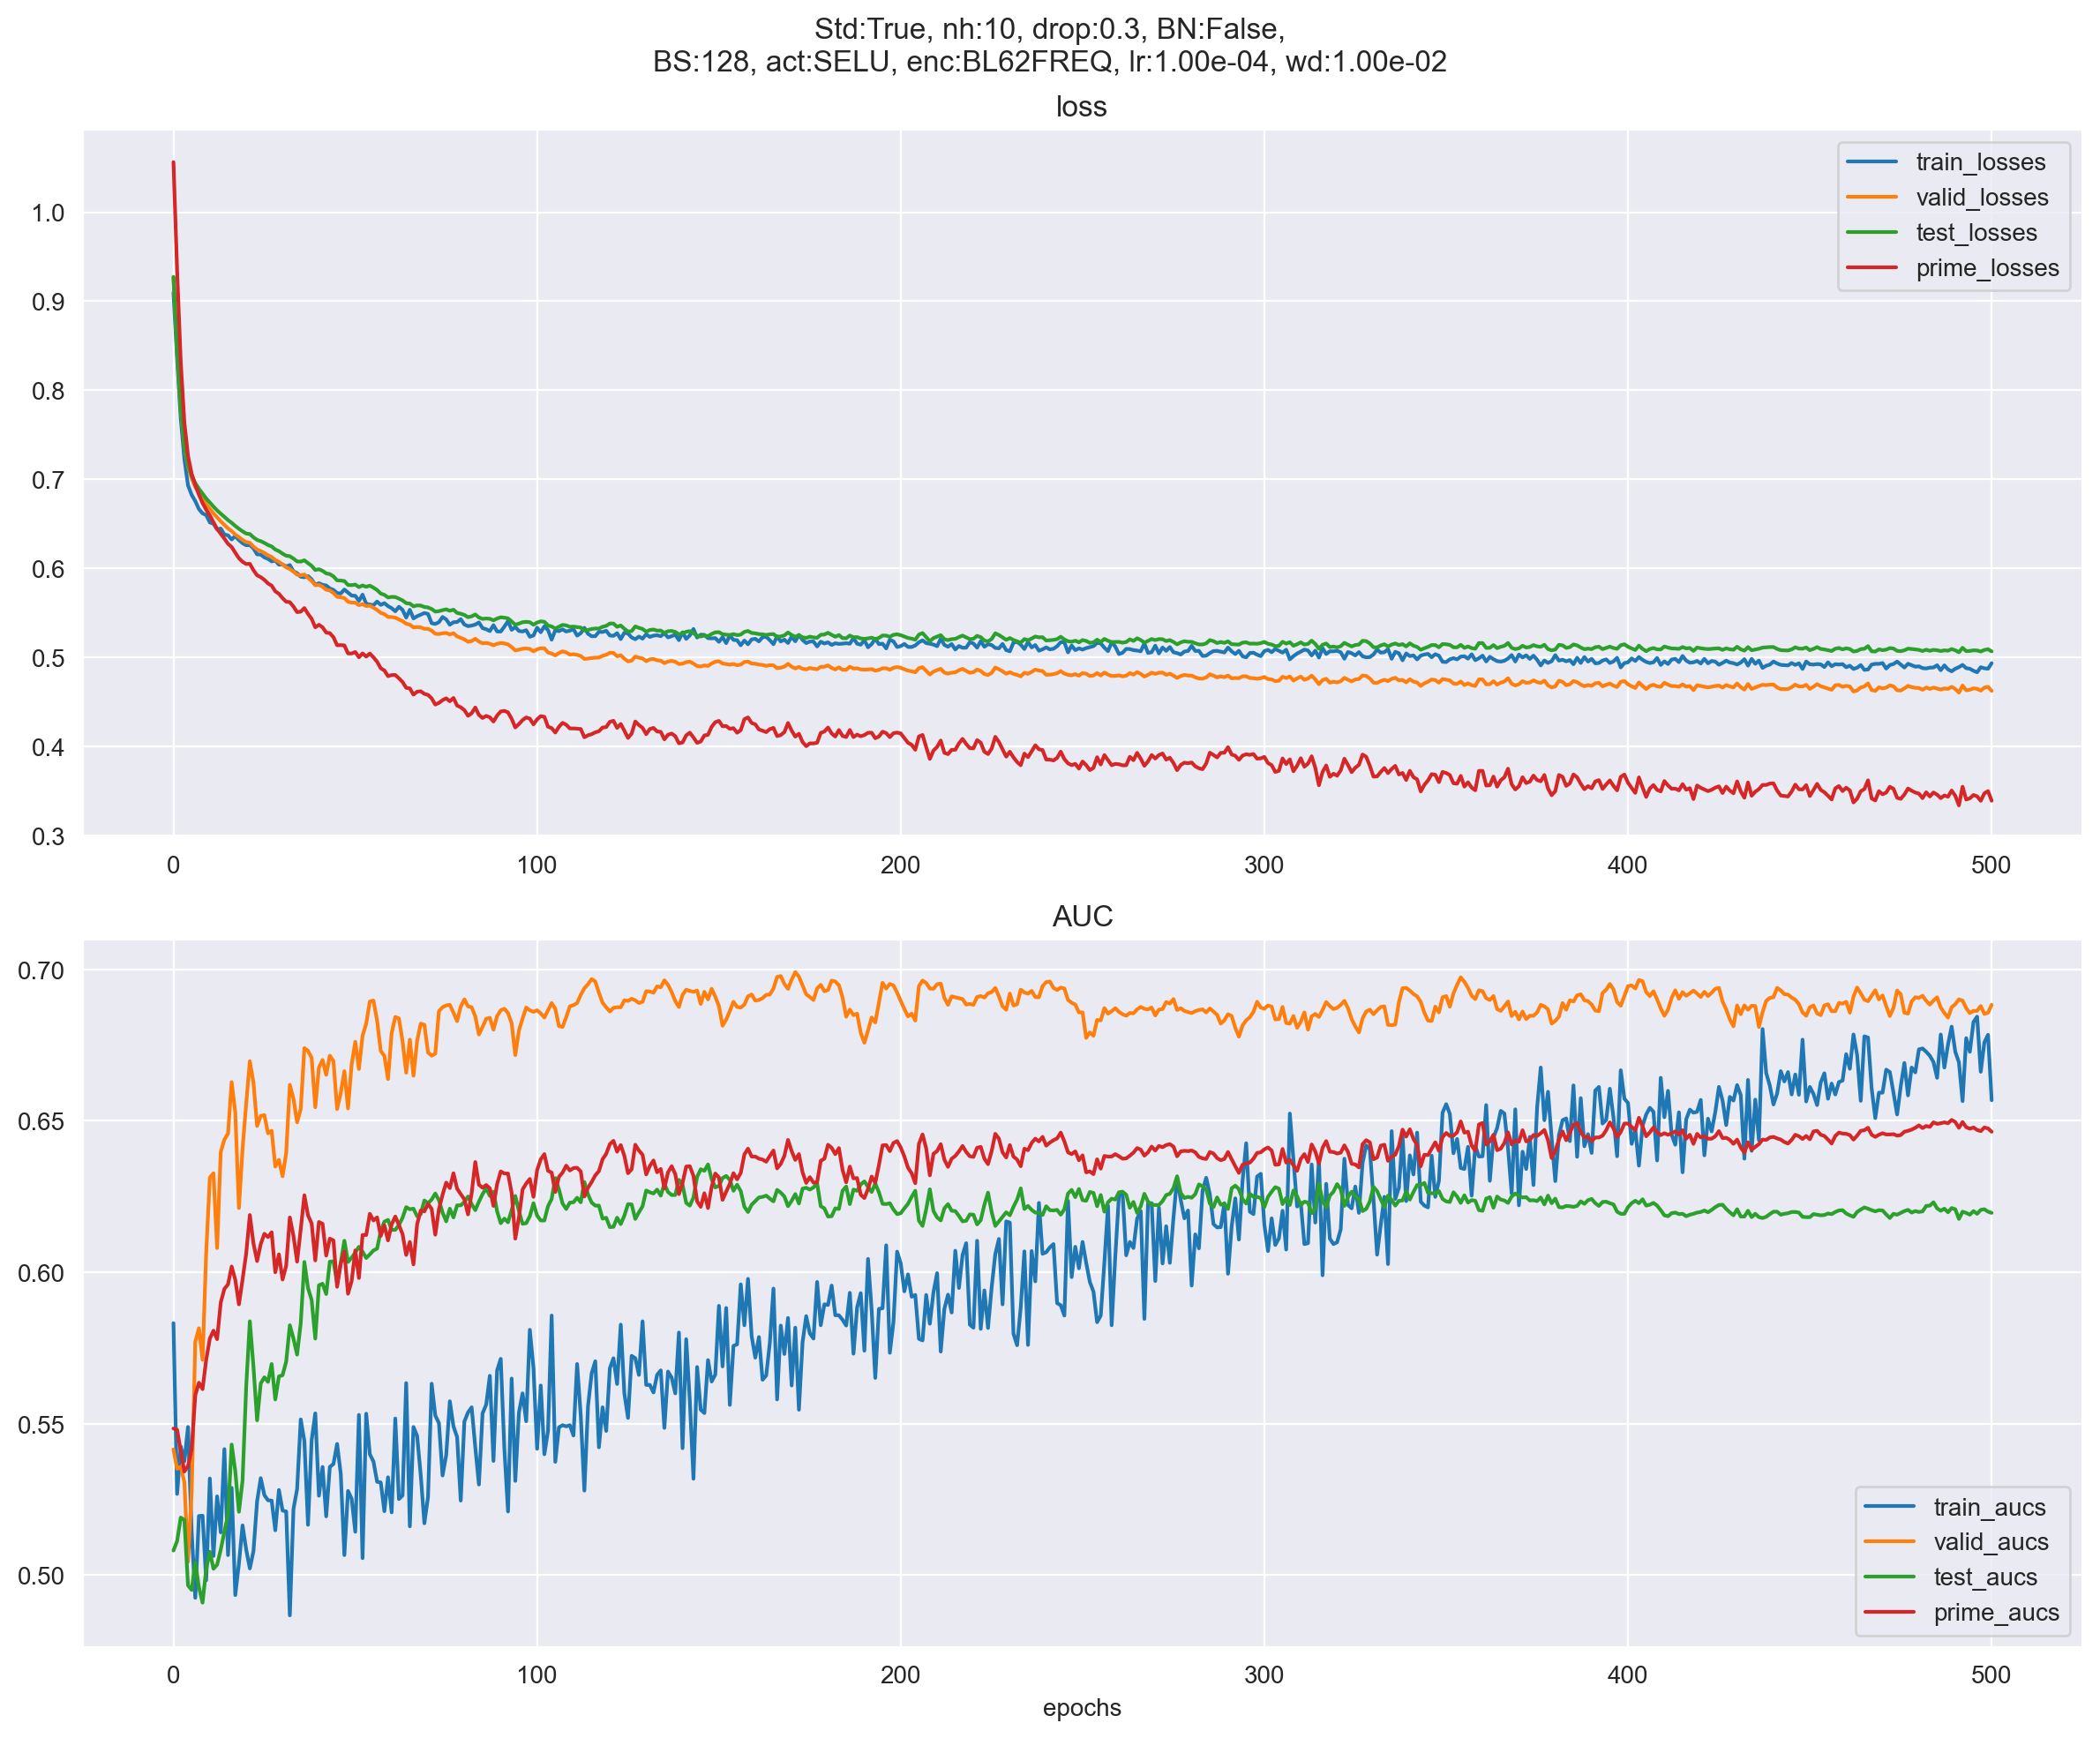 Std:True, nh:10, drop:0.3, BN:False,
BS:128, act:SELU, enc:BL62FREQ, lr:1.00e-04, wd:1.00e-02
loss
train_losses
valid_losses
test_losses
prime_losses
1.0
0.9
0.8
0.7
0.6
0.5
0.4
0.3
0 100 200 300 400 500
AUC
0.70
0.65
0.60
0.55
0.50
train_aucs
valid_aucs
test_aucs
prime_aucs
0 100 200 300 400 500
epochs